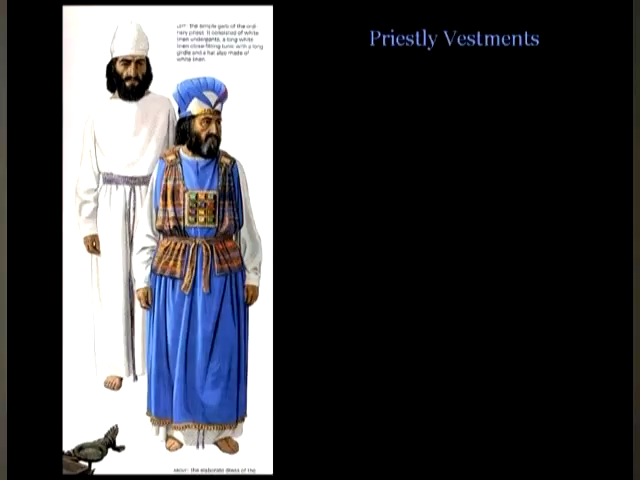 Priestly Vestments
the simple garb of the ordi-
nary priest. It consisted of white
linen underpants, a long white
linen close-fitting tunic with a long
girdle and a hat also made of
white linen.
the elaborate dress of the